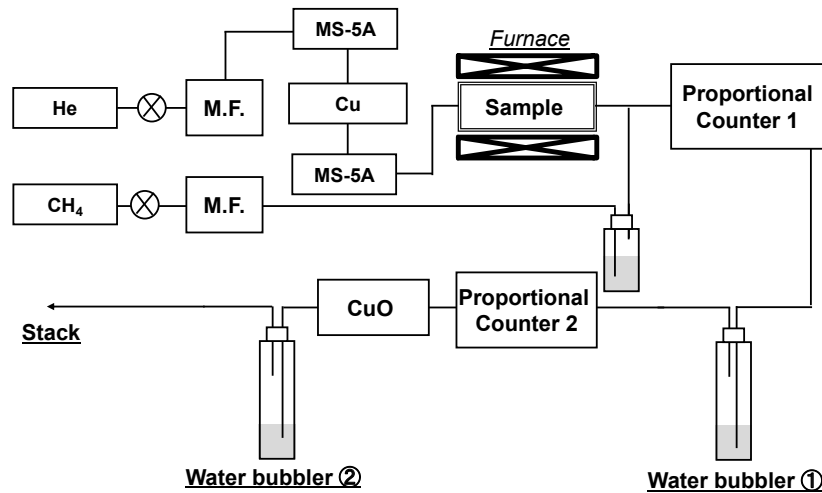 MS-5A
Furnace
He
M.F.
Cu
Sample
Proportional
Counter 1
MS-5A
CH₄
M.F.
CuO
Proportional
Counter 2
Stack
Water bubbler ②
Water bubbler ①